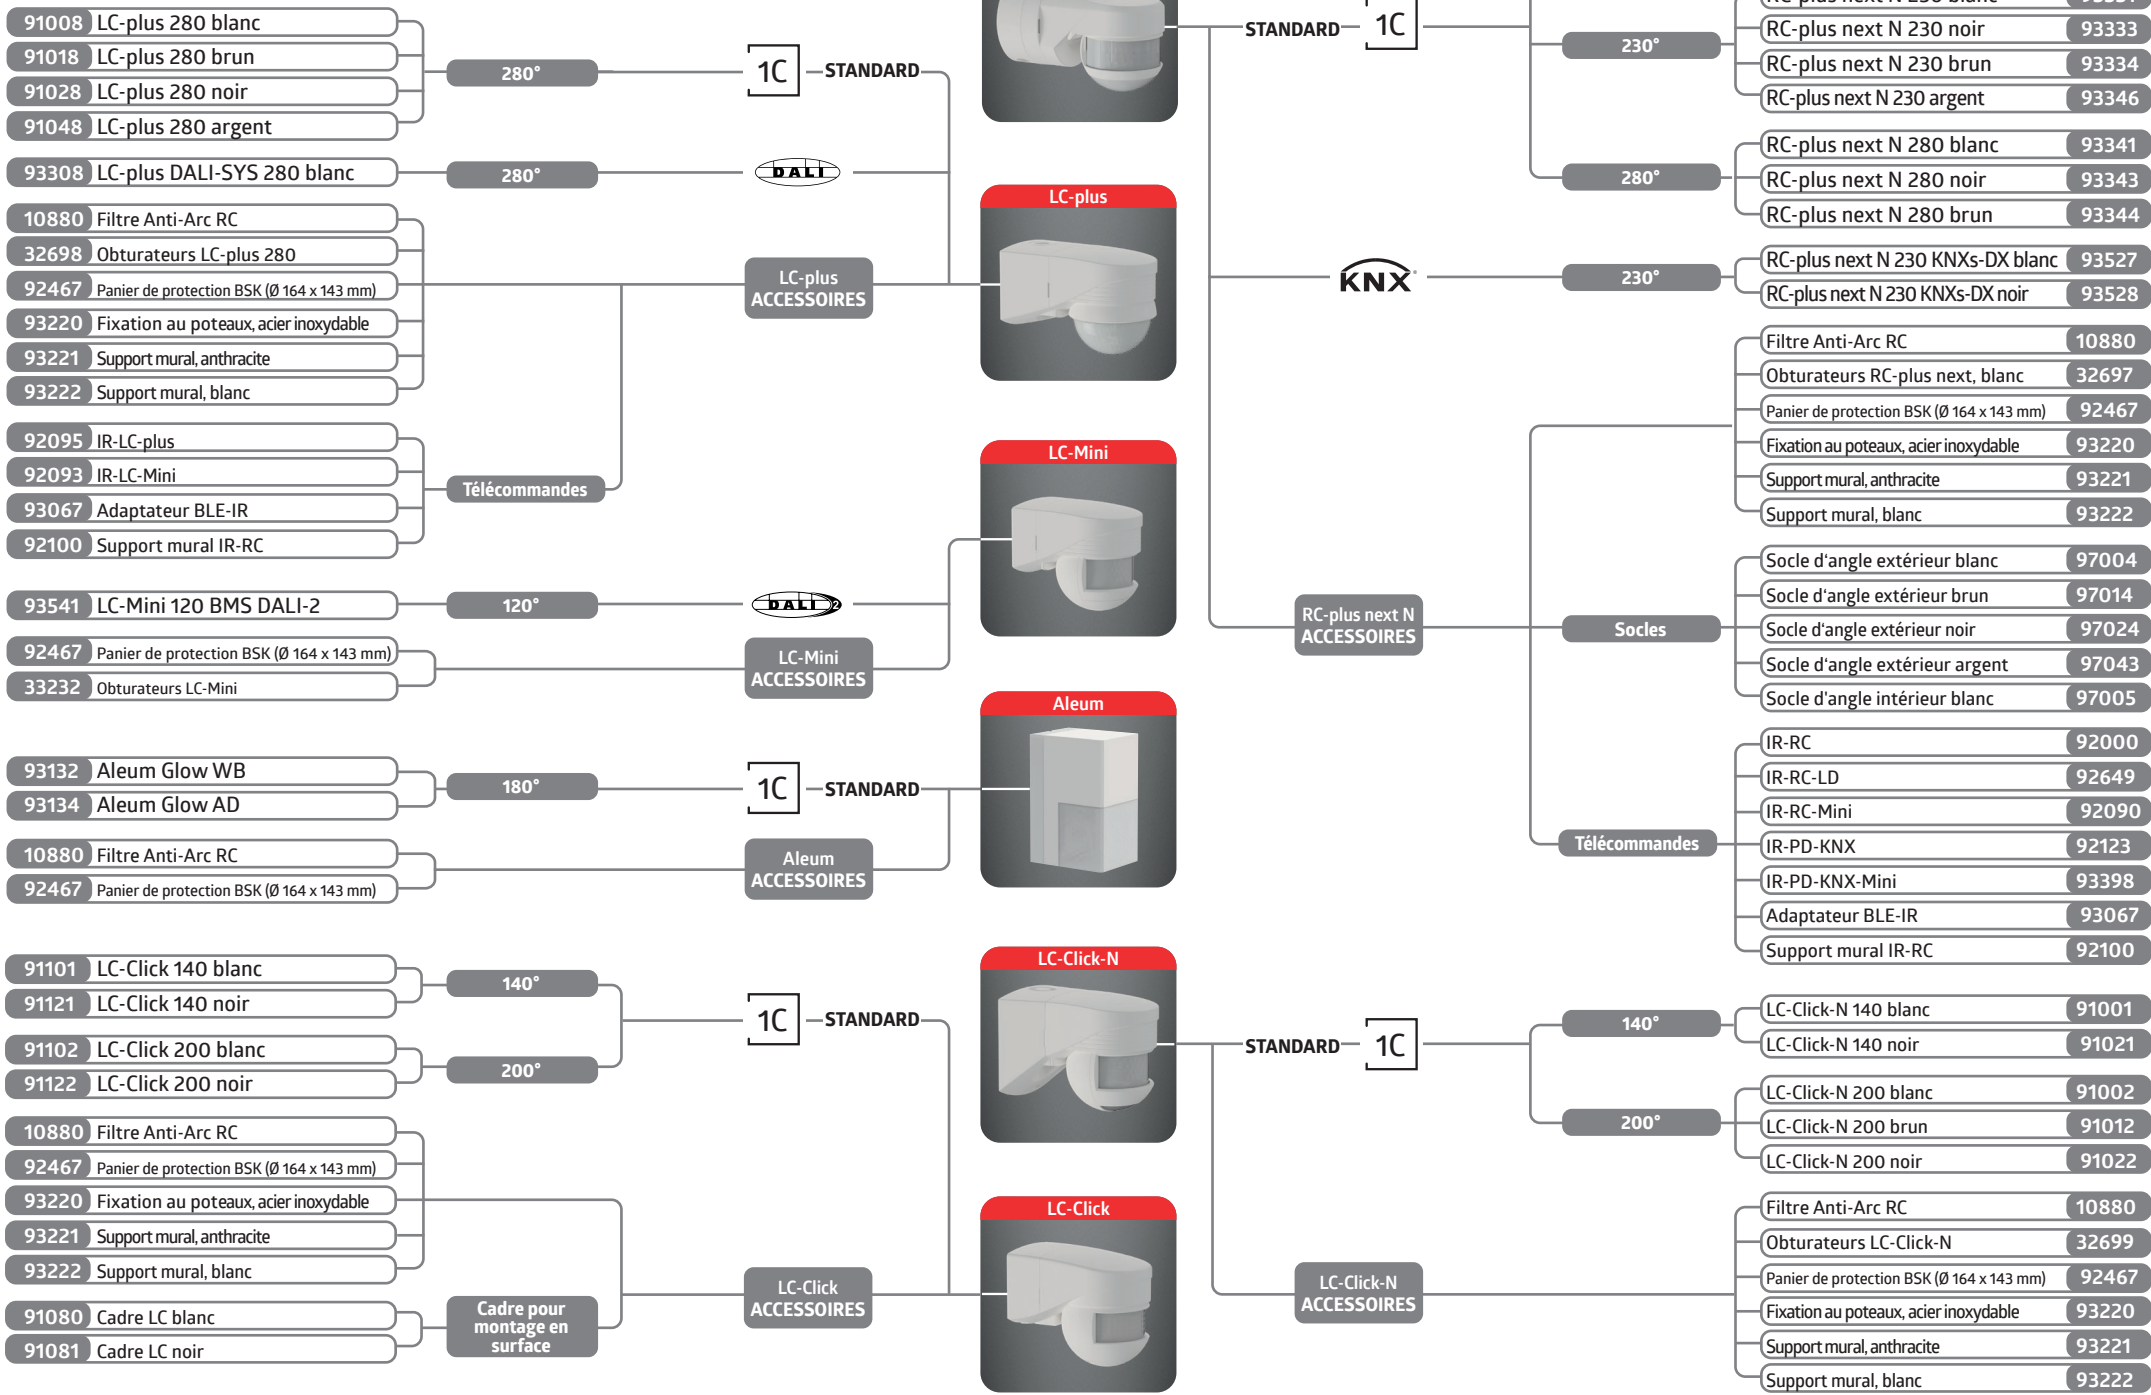 91008 LC-plus 280 blanc
91018 LC-plus 280 brun
91028 LC-plus 280 noir
91048 LC-plus 280 argent
280°
1C
STANDARD
93308 LC-plus DALI-SYS 280 blanc
280°
DALI
10880 Filtre Anti-Arc RC
32698 Obturateurs LC-plus 280
92467 Panier de protection BSK (Ø 164 x 143 mm)
93220 Fixation au poteaux, acier inoxydable
93221 Support mural, anthracite
93222 Support mural, blanc
LC-plus
ACCESSOIRES
92095 IR-LC-plus
92093 IR-LC-Mini
93067 Adaptateur BLE-IR
92100 Support mural IR-RC
Télécommandes
LC-plus
93541 LC-Mini 120 BMS DALI-2
120°
DALI 2
92467 Panier de protection BSK (Ø 164 x 143 mm)
33232 Obturateurs LC-Mini
LC-Mini
ACCESSOIRES
LC-Mini
93132 Aleum Glow WB
93134 Aleum Glow AD
180°
1C
STANDARD
10880 Filtre Anti-Arc RC
92467 Panier de protection BSK (Ø 164 x 143 mm)
Aleum
ACCESSOIRES
Aleum
91101 LC-Click 140 blanc
91121 LC-Click 140 noir
140°
91102 LC-Click 200 blanc
91122 LC-Click 200 noir
200°
1C
STANDARD
10880 Filtre Anti-Arc RC
92467 Panier de protection BSK (Ø 164 x 143 mm)
93220 Fixation au poteaux, acier inoxydable
93221 Support mural, anthracite
93222 Support mural, blanc
91080 Cadre LC blanc
91081 Cadre LC noir
Cadre pour
montage en
surface
LC-Click
ACCESSOIRES
LC-Click-N
LC-Click
STANDARD
1C
230°
RC-plus next N 230 noir 93333
RC-plus next N 230 brun 93334
RC-plus next N 230 argent 93346
280°
RC-plus next N 280 blanc 93341
RC-plus next N 280 noir 93343
RC-plus next N 280 brun 93344
KNX
230°
RC-plus next N 230 KNXs-DX blanc 93527
RC-plus next N 230 KNXs-DX noir 93528
Filtre Anti-Arc RC 10880
Obturateurs RC-plus next, blanc 32697
Panier de protection BSK (Ø 164 x 143 mm) 92467
Fixation au poteaux, acier inoxydable 93220
Support mural, anthracite 93221
Support mural, blanc 93222
RC-plus next N
ACCESSOIRES
Socles
Socle d‘angle extérieur blanc 97004
Socle d‘angle extérieur brun 97014
Socle d‘angle extérieur noir 97024
Socle d‘angle extérieur argent 97043
Socle d'angle intérieur blanc 97005
Télécommandes
IR-RC 92000
IR-RC-LD 92649
IR-RC-Mini 92090
IR-PD-KNX 92123
IR-PD-KNX-Mini 93398
Adaptateur BLE-IR 93067
Support mural IR-RC 92100
STANDARD
1C
140°
LC-Click-N 140 blanc 91001
LC-Click-N 140 noir 91021
200°
LC-Click-N 200 blanc 91002
LC-Click-N 200 brun 91012
LC-Click-N 200 noir 91022
LC-Click-N
ACCESSOIRES
Filtre Anti-Arc RC 10880
Obturateurs LC-Click-N 32699
Panier de protection BSK (Ø 164 x 143 mm) 92467
Fixation au poteaux, acier inoxydable 93220
Support mural, anthracite 93221
Support mural, blanc 93222